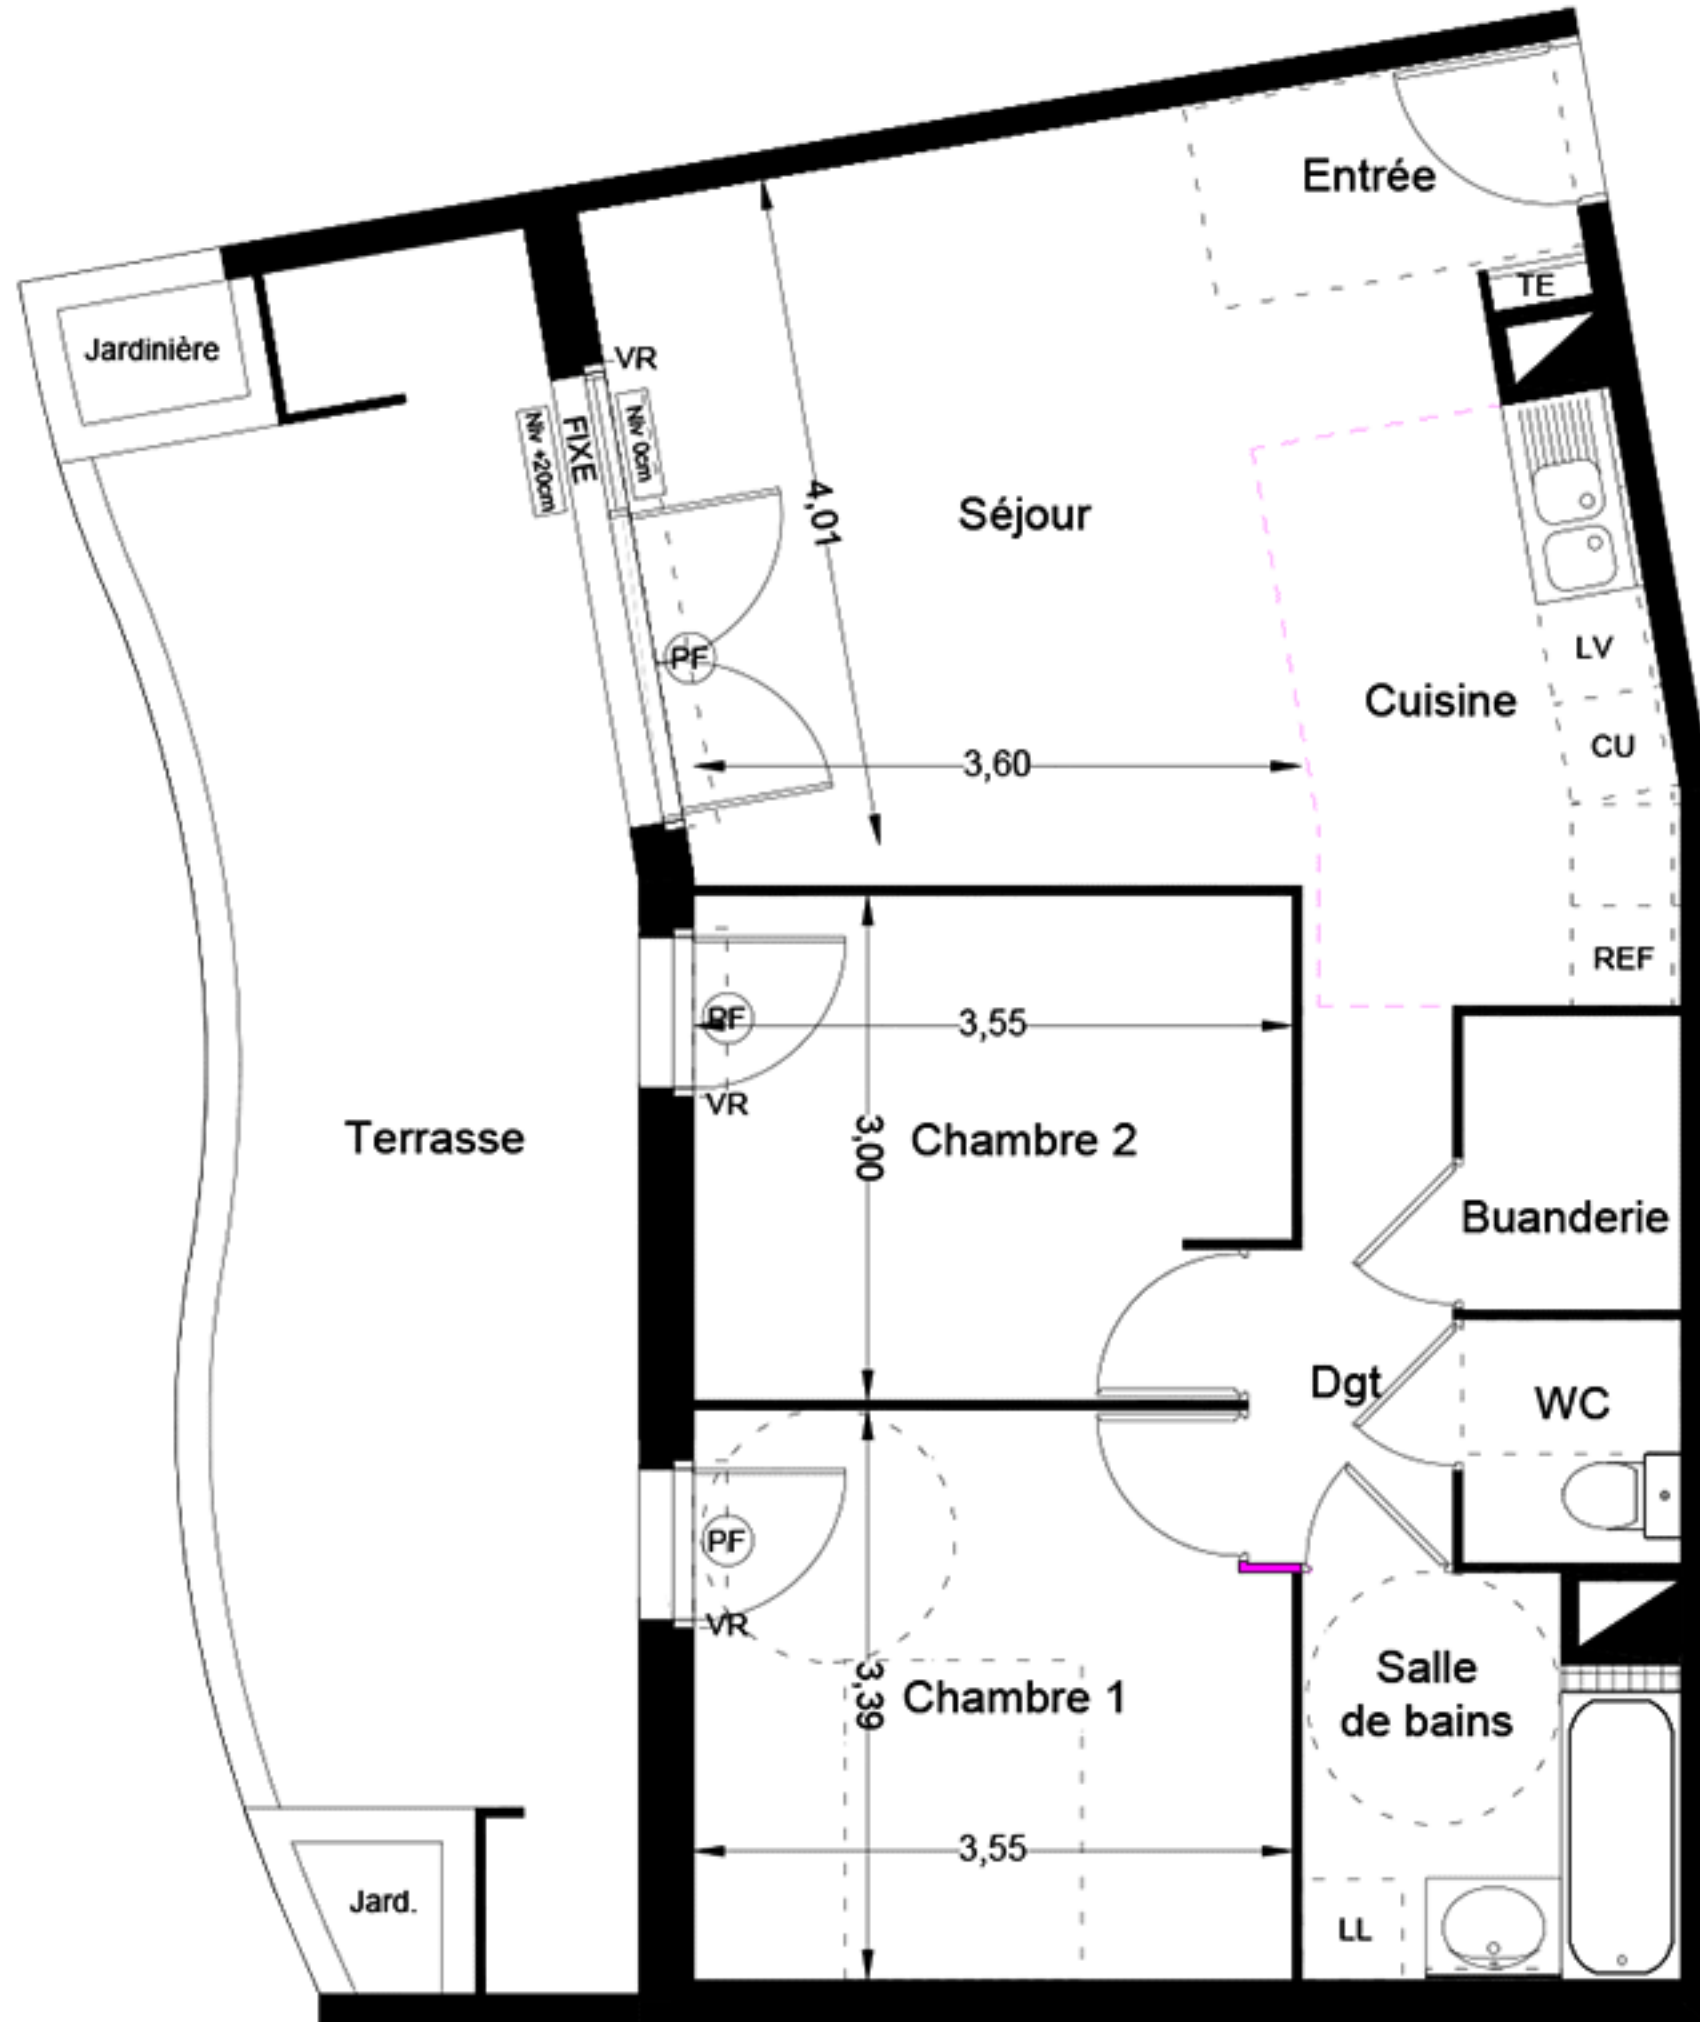 Entrée
TE
Jardinière
VR
Niv +20cm
FIXE
Niv 0cm
4,01
Séjour
PF
LV
Cuisine
CU
3,60
REF
PF
3,55
VR
Terrasse
3,00
Chambre 2
Buanderie
Dgt
WC
PF
VR
3,39
Chambre 1
Salle
de bains
3,55
Jard.
LL